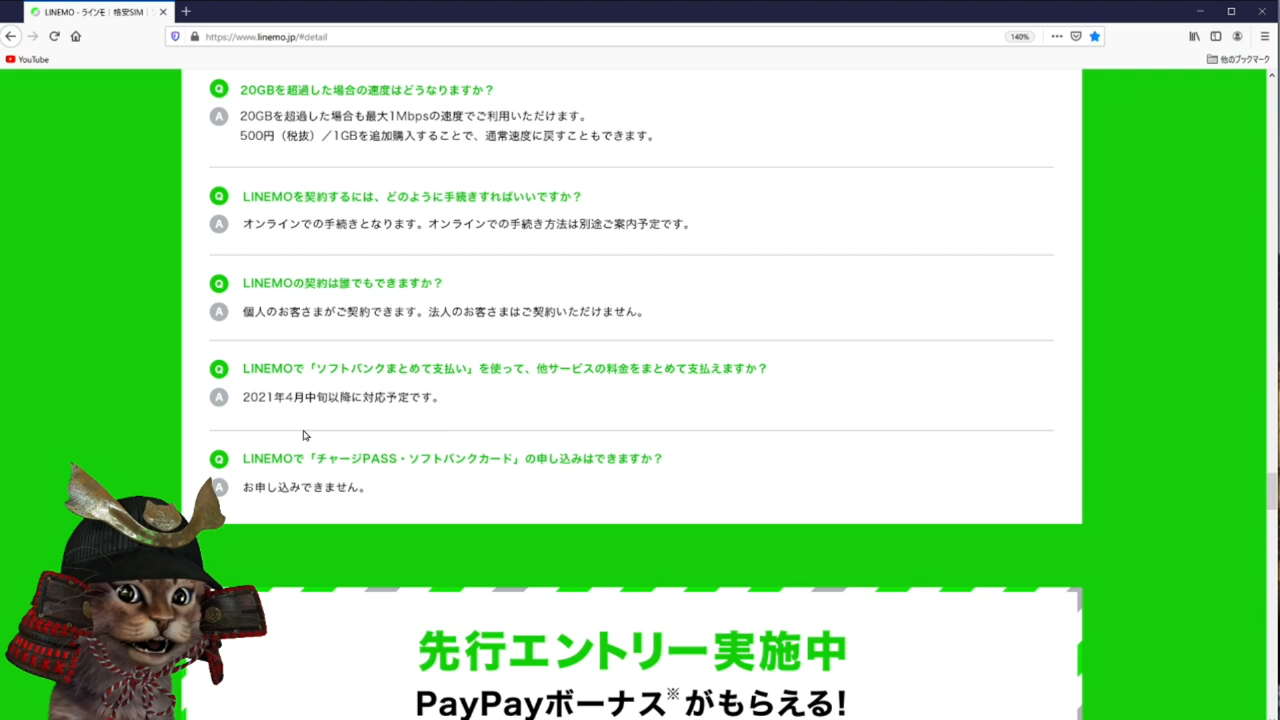 LINEMO - ラインモ | 格安SIM |
https://www.linemo.jp/#detail
140%
YouTube
他のブックマーク
Q 20GBを超過した場合の速度はどうなりますか?
A 20GBを超過した場合も最大1Mbpsの速度でご利用いただけます。
500円（税抜）／1GBを追加購入することで、通常速度に戻すこともできます。
Q LINEMOを契約するには、どのように手続きすればいいですか?
A オンラインでの手続きとなります。オンラインでの手続き方法は別途ご案内予定です。
Q LINEMOの契約は誰でもできますか?
A 個人のお客さまがご契約できます。法人のお客さまはご契約いただけません。
Q LINEMOで「ソフトバンクまとめて支払い」を使って、他サービスの料金をまとめて支払えますか?
A 2021年4月中旬以降に対応予定です。
Q LINEMOで「チャージPASS・ソフトバンクカード」の申し込みはできますか?
A お申し込みできません。
先行エントリー実施中
PayPayボーナス※がもらえる!